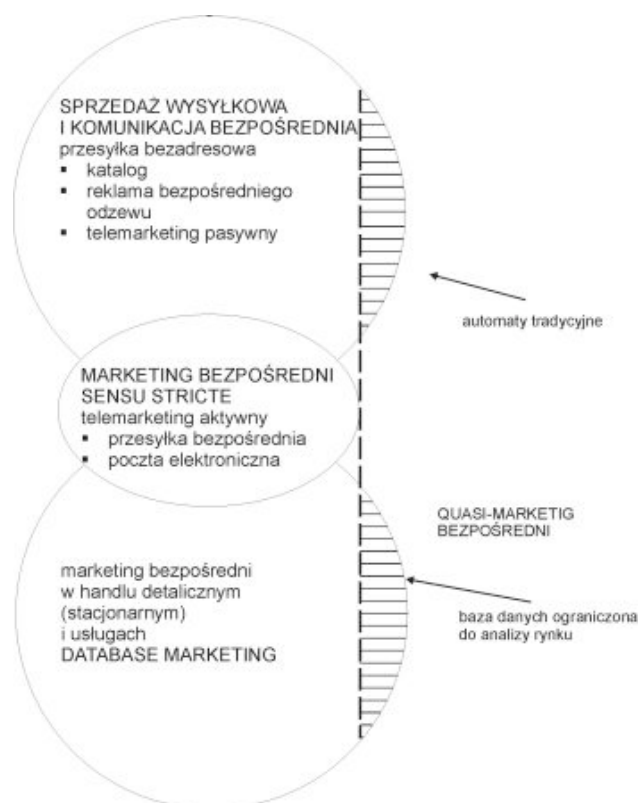 SPRZEDAŻ WYSYŁKOWA
I KOMUNIKACJA BEZPOŚREDNIA
przesyłka bezadresowa
▪ katalog
▪ reklama bezpośredniego
odzewu
▪ telemarketing pasywny
automaty tradycyjne
MARKETING BEZPOŚREDNI
SENSU STRICTE
telemarketing aktywny
▪ przesyłka bezpośrednia
▪ poczta elektroniczna
QUASI-MARKETIG
BEZPOŚREDNI
marketing bezpośredni
w handlu detalicznym
(stacjonarnym)
i usługach
DATABASE MARKETING
baza danych ograniczona
do analizy rynku